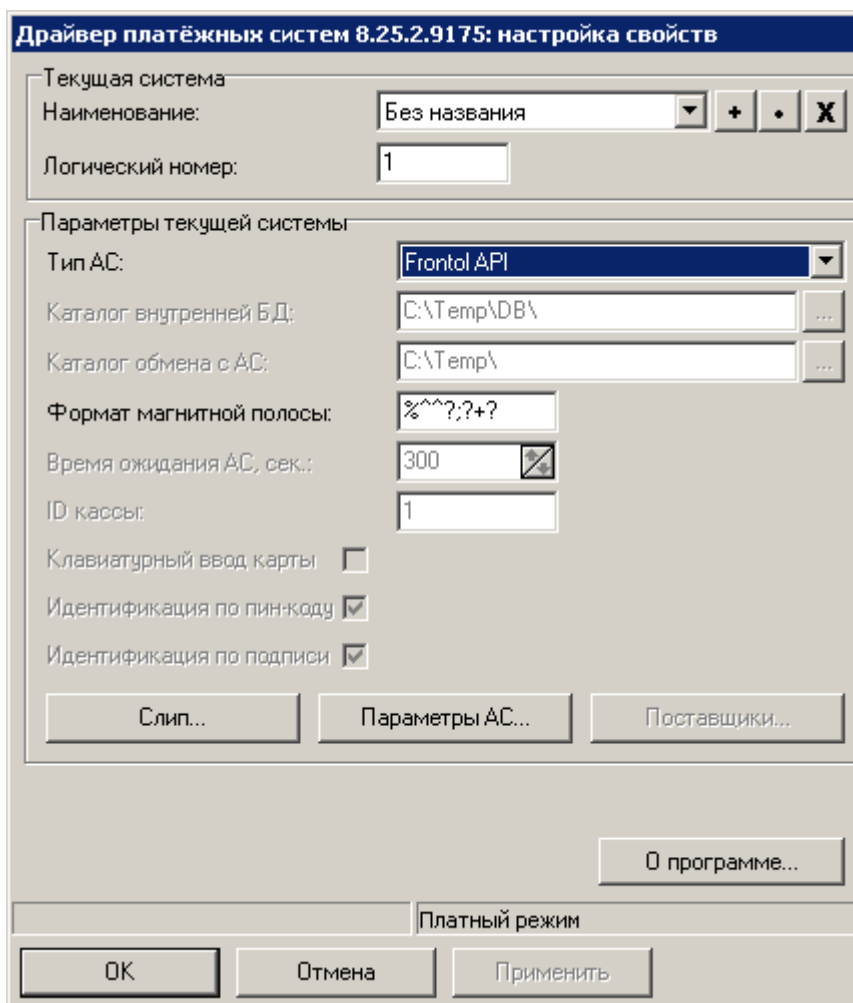 Драйвер платёжных систем 8.25.2.9175: настройка свойств
Текущая система
Наименование: Без названия + • X
Логический номер: 1
Параметры текущей системы
Тип АС: Frontol API
Каталог внутренней БД: C:\Temp\DB\ ...
Каталог обмена с АС: C:\Temp\ ...
Формат магнитной полосы: %^^?;?+?
Время ожидания АС, сек.: 300
ID кассы: 1
Клавиатурный ввод карты
Идентификация по пин-коду
Идентификация по подписи
Слип... Параметры АС... Поставщики...
О программе...
Платный режим
ОК Отмена Применить